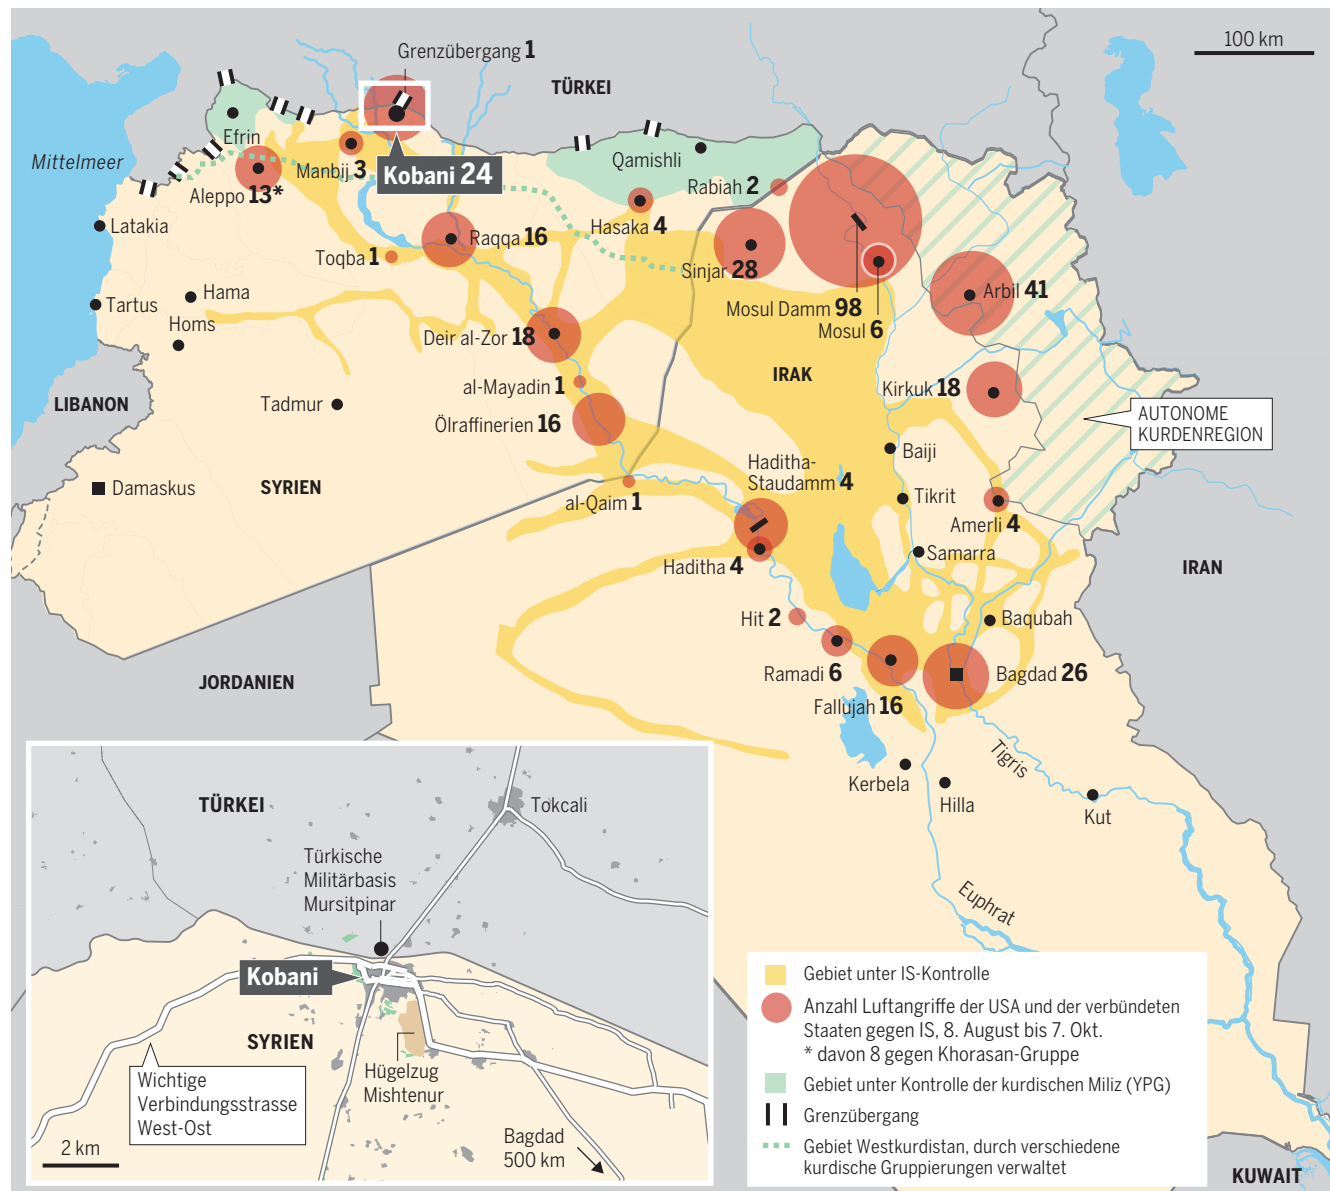 100 km
Grenzübergang 1
TÜRKEI
Mittelmeer
Efrin
Manbij 3
Kobani 24
Aleppo 13*
Qamishli
Rabiah 2
Latakia
Hasaka 4
Raqqa 16
Toqba 1
Sinjar 28
Mosul Damm 98
Mosul 6
Arbil 41
Tartus
Hama
Homs
Deir al-Zor 18
IRAK
al-Mayadin 1
Kirkuk 18
LIBANON
Tadmur
Ölraffinerien 16
AUTONOME
KURDENREGION
Baiji
Haditha-
Staudamm 4
Damaskus
SYRIEN
al-Qaim 1
Tikrit
Amerli 4
Samarra
Haditha 4
IRAN
Hit 2
Baqubah
Ramadi 6
Bagdad 26
JORDANIEN
Fallujah 16
Tigris
Kerbela
Hilla
Kut
Euphrat
TÜRKEI
Tokcali
Türkische
Militärbasis
Mursitpinar
Kobani
SYRIEN
Hügelzug
Mishtenur
Wichtige
Verbindungsstrasse
West-Ost
2 km
Bagdad
500 km
Gebiet unter IS-Kontrolle
Anzahl Luftangriffe der USA und der verbündeten
Staaten gegen IS, 8. August bis 7. Okt.
* davon 8 gegen Khorasan-Gruppe
Gebiet unter Kontrolle der kurdischen Miliz (YPG)
Grenzübergang
Gebiet Westkurdistan, durch verschiedene
kurdische Gruppierungen verwaltet
KUWAIT